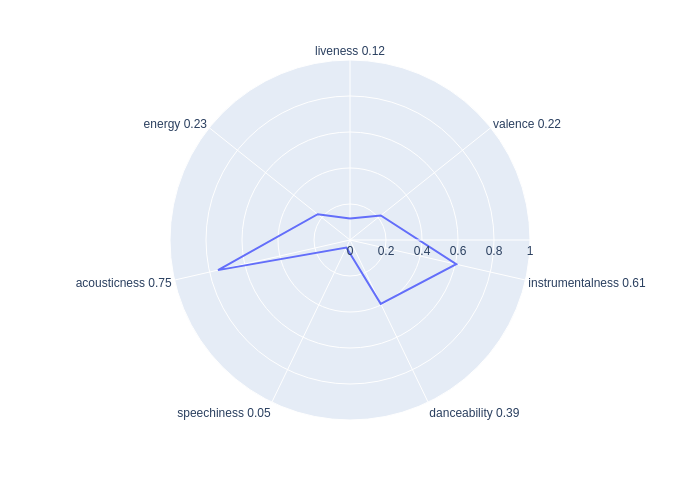 liveness 0.12
energy 0.23
valence 0.22
0 0.2 0.4 0.6 0.8 1
acousticness 0.75
instrumentalness 0.61
speechiness 0.05
danceability 0.39